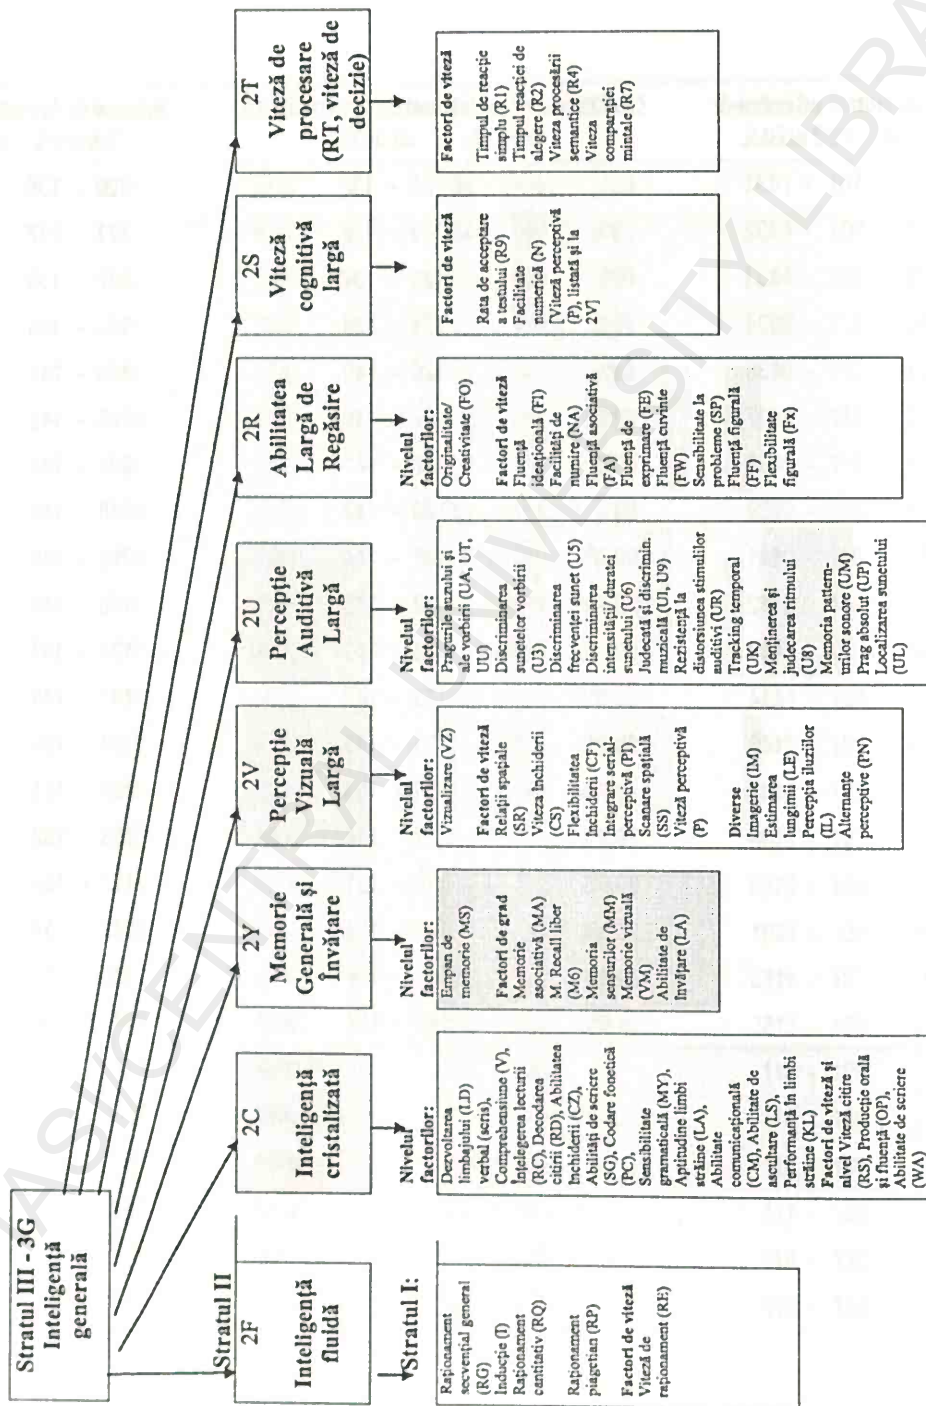 Stratul III - 3G
Inteligență
generală
Stratul II
2F
Inteligență
fluidă
Stratul I:
Raționament
secvențial general
(RG)
Inducție (I)
Raționament
cantitativ (RQ)
Raționament
piagetian (RP)
Factori de viteză
Viteză de
raționament (RE)
2C
Inteligență
cristalizată
Nivelul
factorilor:
Dezvoltarea
limbajului (LD)
verbal (scris),
Comprehensiune (V),
Înțelegerea lecturii
(RC), Decodarea
citirii (RD), Abilitatea
închiderii (CZ),
Abilități de scriere
(SG), Codare fonetică
(PC),
Sensibilitate
gramaticală (MY),
Aptitudine limbi
străine (LA),
Abilitate
comunicațională
(CM), Abilitate de
ascultare (LS),
Performanță în limbi
străine (KL)
Factori de viteză și
nivel Viteză citire
(RS), Producție orală
și fluență (OP),
Abilitate de scriere
(WA)
2Y
Memorie
Generală și
Învățare
Nivelul
factorilor:
Empan de
memorie (MS)
Factori de grad
Memorie
asociativă (MA)
M. Recall liber
(M6)
Memoria
sensurilor (MM)
Memorie vizuală
(VM)
Abilitate de
învățare (LA)
2V
Percepție
Vizuală
Largă
Nivelul
factorilor:
Vizualizare (VZ)
Factori de viteză
Relații spațiale
(SR)
Viteza închiderii
(CS)
Flexibilitatea
închiderii (CF)
Integrare serial-
perceptivă (PI)
Scanare spațială
(SS)
Viteză perceptivă
(P)
Diverse
Imagerie (IM)
Estimarea
lungimii (LE)
Percepția iluziilor
(IL)
Alternanțe
perceptive (PN)
2U
Percepție
Auditivă
Largă
Nivelul
factorilor:
Pragurile auzului și
ale vorbirii (UA, UT,
UU)
Discriminarea
sunetelor vorbirii
(U3)
Discriminarea
frecvenței sunet (U5)
Discriminarea
intensității/ duratei
sunetului (U6)
Judecată și discrimin.
muzicală (UI, U9)
Rezistență la
distorsiunea stimulilor
auditivi (UR)
Tracking temporal
(UK)
Menținerea și
judecarea ritmului
(U8)
Memoria pattern-
urilor sonore (UM)
Prag absolut (UP)
Localizarea sunetului
(UL)
2R
Abilitatea
Largă de
Regăsire
Nivelul
factorilor:
Originalitate/
Creativitate (FO)
Factori de viteză
Fluență
ideațională (FI)
Facilități de
numire (NA)
Fluență asociativă
(FA)
Fluență de
exprimare (FE)
Fluență cuvinte
(FW)
Sensibilitate la
probleme (SP)
Fluență figurală
(FF)
Flexibilitate
figurală (Fx)
2S
Viteză
cognitivă
largă
Factori de viteză
Rata de acceptare
a testului (R9)
Facilitate
numerică (N)
[Viteză perceptivă
(P), listată și la
2V]
2T
Viteză de
procesare
(RT, viteză de
decizie)
Factori de viteză
Timpul de reacție
simplu (R1)
Timpul reacției de
alegere (R2)
Viteza procesării
semantice (R4)
Viteza
comparației
mintale (R7)
IASI/CENTRAL UNIVERSITY LIBRA